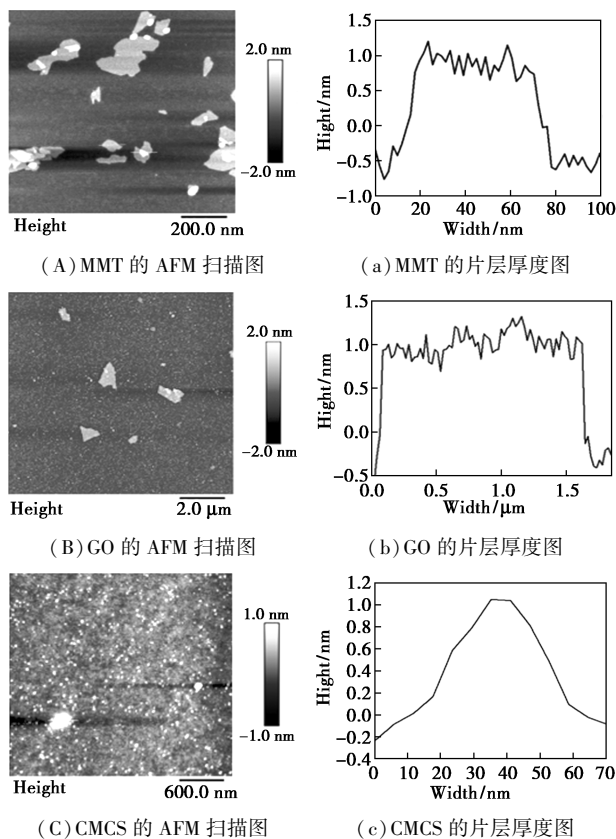 2.0 nm
−2.0 nm
Height
200.0 nm
Hight/nm
1.5
1.0
0.5
0.0
−0.5
−1.0
0 20 40 60 80 100
Width/nm
(A)MMT 的 AFM 扫描图
(a)MMT 的片层厚度图
2.0 nm
−2.0 nm
Height
2.0 μm
Hight/nm
1.5
1.0
0.5
0.0
−0.5
0.0 0.5 1.0 1.5
Width/μm
(B)GO 的 AFM 扫描图
(b)GO 的片层厚度图
1.0 nm
−1.0 nm
Height
600.0 nm
Hight/nm
1.2
1.0
0.8
0.6
0.4
0.2
0.0
−0.2
−0.4
0 10 20 30 40 50 60 70
Width/nm
(C)CMCS 的 AFM 扫描图
(c)CMCS 的片层厚度图